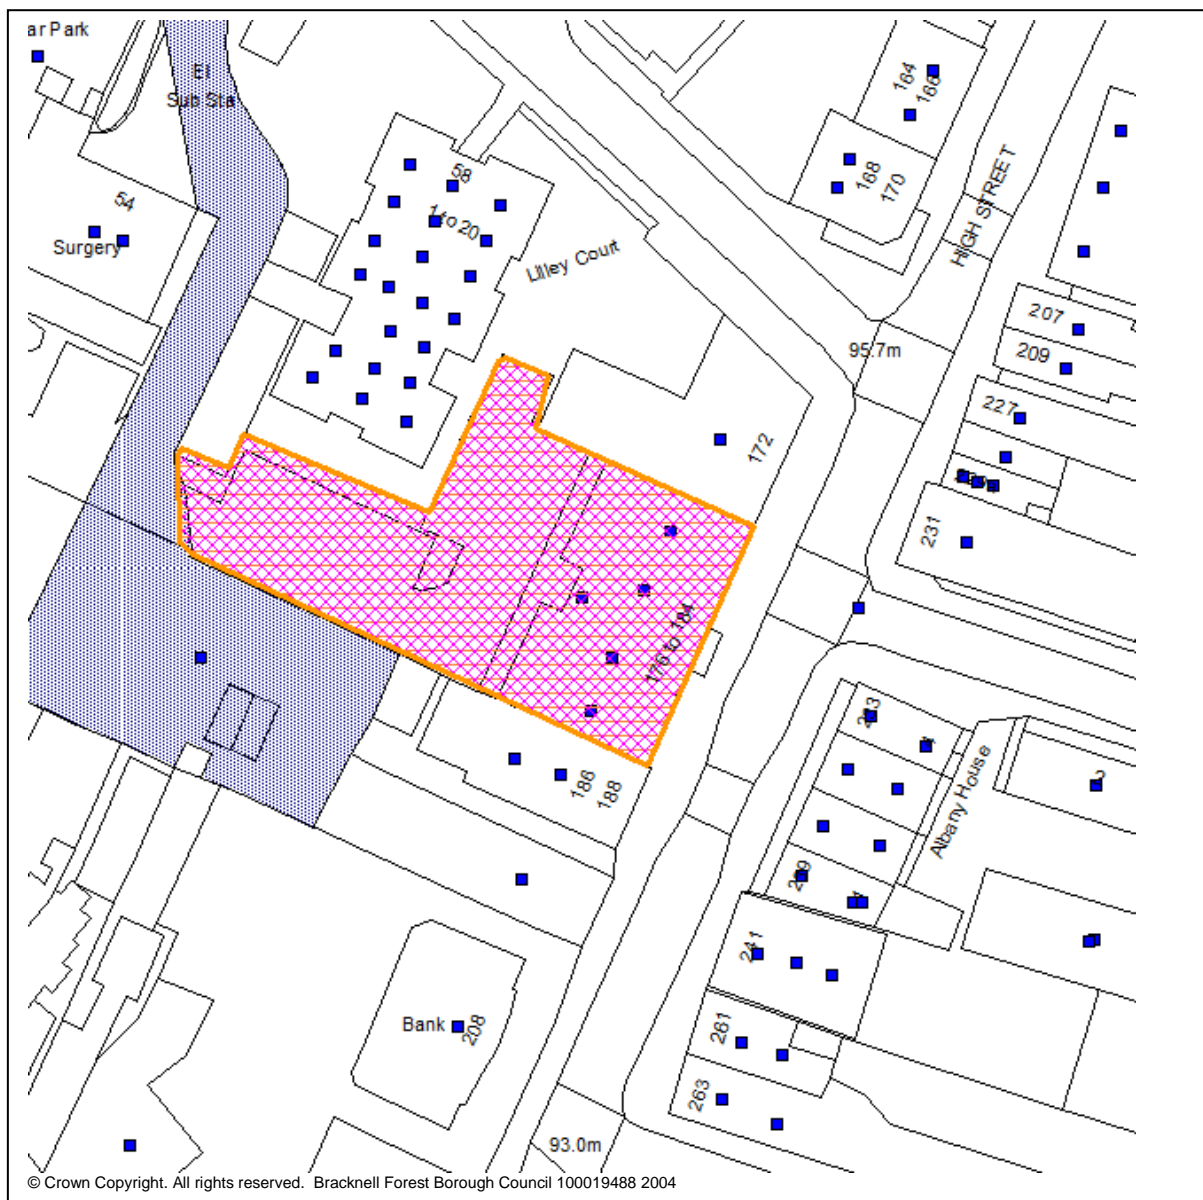 ar Park
El
Sub Sta
54
Surgery
58
1 to 20
Lilley Court
164
166
168
170
HIGH STREET
95.7m
207
209
227
231
172
176 to 184
186
188
Albany House
2
241
261
263
Bank
208
93.0m
© Crown Copyright. All rights reserved. Bracknell Forest Borough Council 100019488 2004